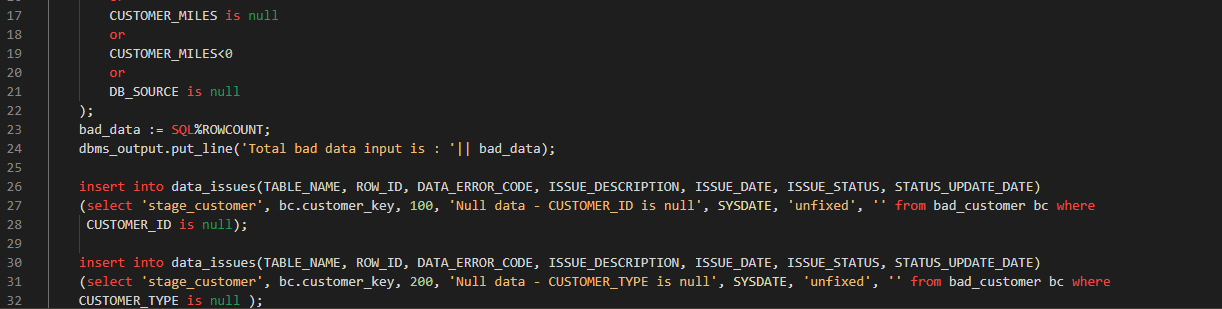 17 CUSTOMER_MILES is null
18 or
19 CUSTOMER_MILES<0
20 or
21 DB_SOURCE is null
22 );
23 bad_data := SQL%ROWCOUNT;
24 dbms_output.put_line('Total bad data input is : '|| bad_data);
25
26 insert into data_issues(TABLE_NAME, ROW_ID, DATA_ERROR_CODE, ISSUE_DESCRIPTION, ISSUE_DATE, ISSUE_STATUS, STATUS_UPDATE_DATE)
27 (select 'stage_customer', bc.customer_key, 100, 'Null data - CUSTOMER_ID is null', SYSDATE, 'unfixed', '' from bad_customer bc where
28 CUSTOMER_ID is null);
29
30 insert into data_issues(TABLE_NAME, ROW_ID, DATA_ERROR_CODE, ISSUE_DESCRIPTION, ISSUE_DATE, ISSUE_STATUS, STATUS_UPDATE_DATE)
31 (select 'stage_customer', bc.customer_key, 200, 'Null data - CUSTOMER_TYPE is null', SYSDATE, 'unfixed', '' from bad_customer bc where
32 CUSTOMER_TYPE is null );